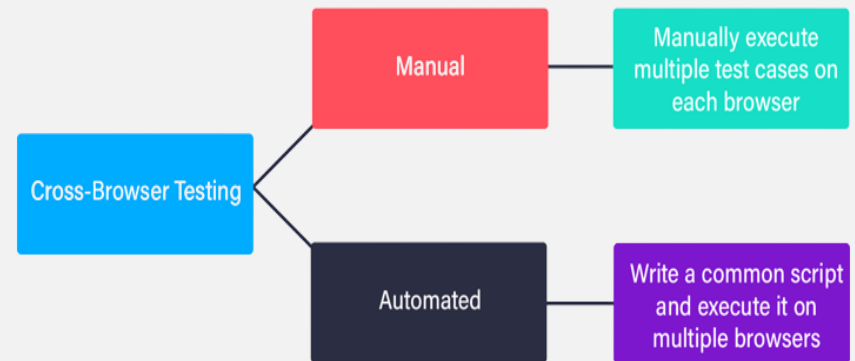 Cross-Browser Testing
Manual
Manually execute
multiple test cases on
each browser
Automated
Write a common script
and execute it on
multiple browsers